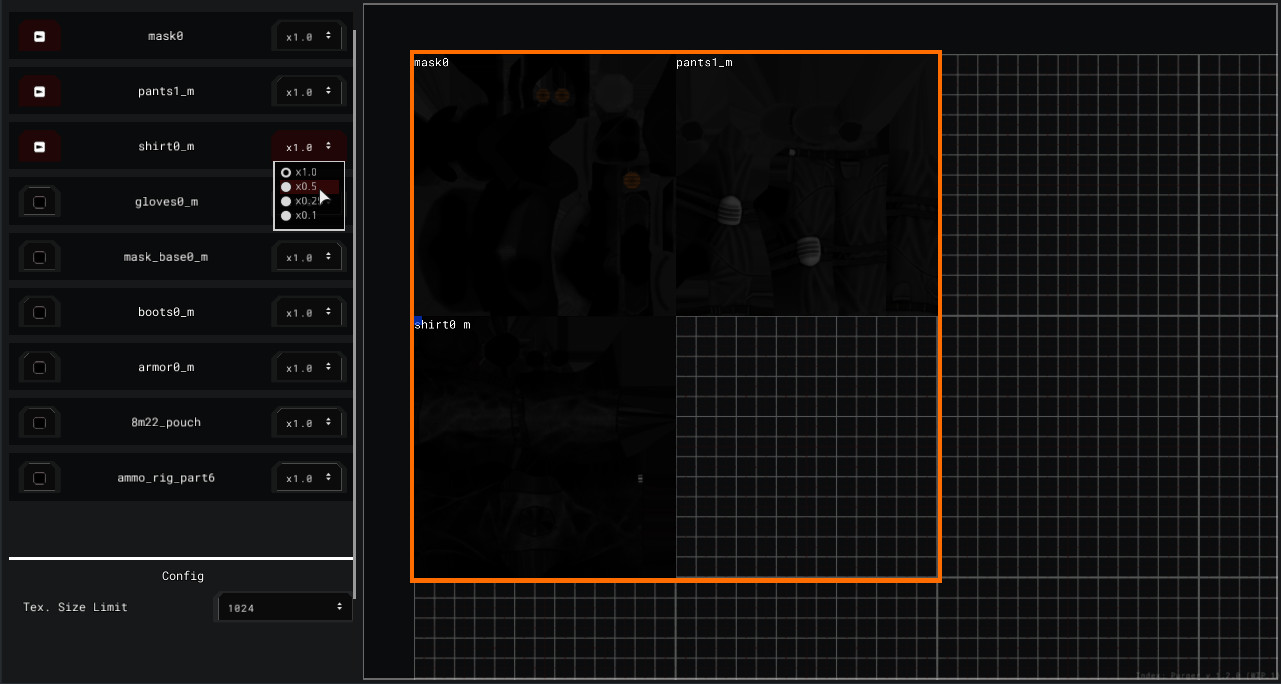 mask0
x1.0
pants1_m
x1.0
shirt0_m
x1.0
x1.0
x0.5
x0.25
x0.1
gloves0_m
mask_base0_m
x1.0
boots0_m
x1.0
armor0_m
x1.0
8m22_pouch
x1.0
ammo_rig_part6
x1.0
Config
Tex. Size Limit
1024
mask0
pants1_m
shirt0 m